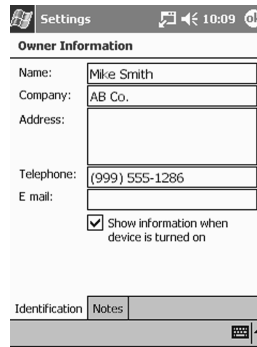 Settings 10:09 ok
Owner Information
Name: Mike Smith
Company: AB Co.
Address:
Telephone: (999) 555-1286
E mail:
Show information when
device is turned on
Identification Notes